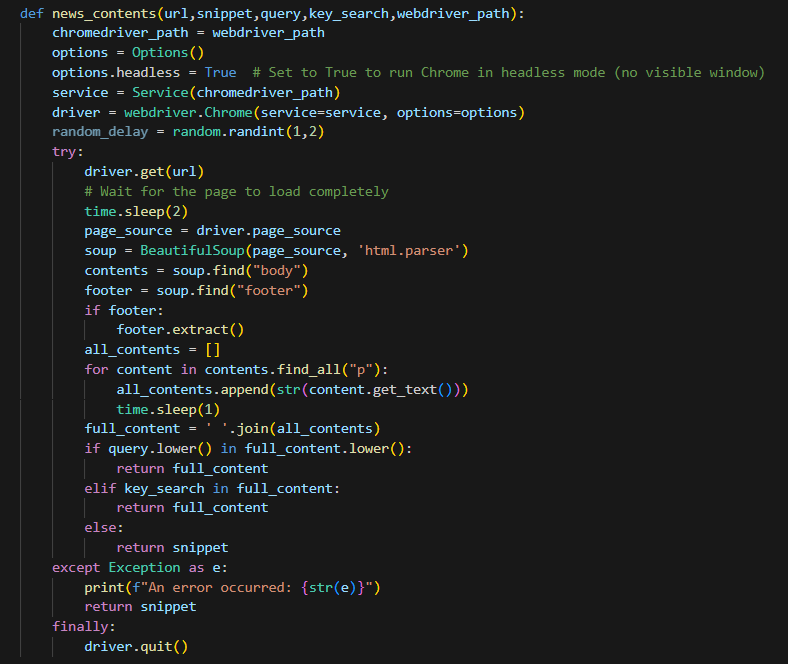 def news_contents(url,snippet,query,key_search,webdriver_path):
    chromedriver_path = webdriver_path
    options = Options()
    options.headless = True  # Set to True to run Chrome in headless mode (no visible window)
    service = Service(chromedriver_path)
    driver = webdriver.Chrome(service=service, options=options)
    random_delay = random.randint(1,2)
    try:
        driver.get(url)
        # Wait for the page to load completely
        time.sleep(2)
        page_source = driver.page_source
        soup = BeautifulSoup(page_source, 'html.parser')
        contents = soup.find("body")
        footer = soup.find("footer")
        if footer:
            footer.extract()
        all_contents = []
        for content in contents.find_all("p"):
            all_contents.append(str(content.get_text()))
            time.sleep(1)
        full_content = ' '.join(all_contents)
        if query.lower() in full_content.lower():
            return full_content
        elif key_search in full_content:
            return full_content
        else:
            return snippet
    except Exception as e:
        print(f"An error occurred: {str(e)}")
        return snippet
    finally:
        driver.quit()